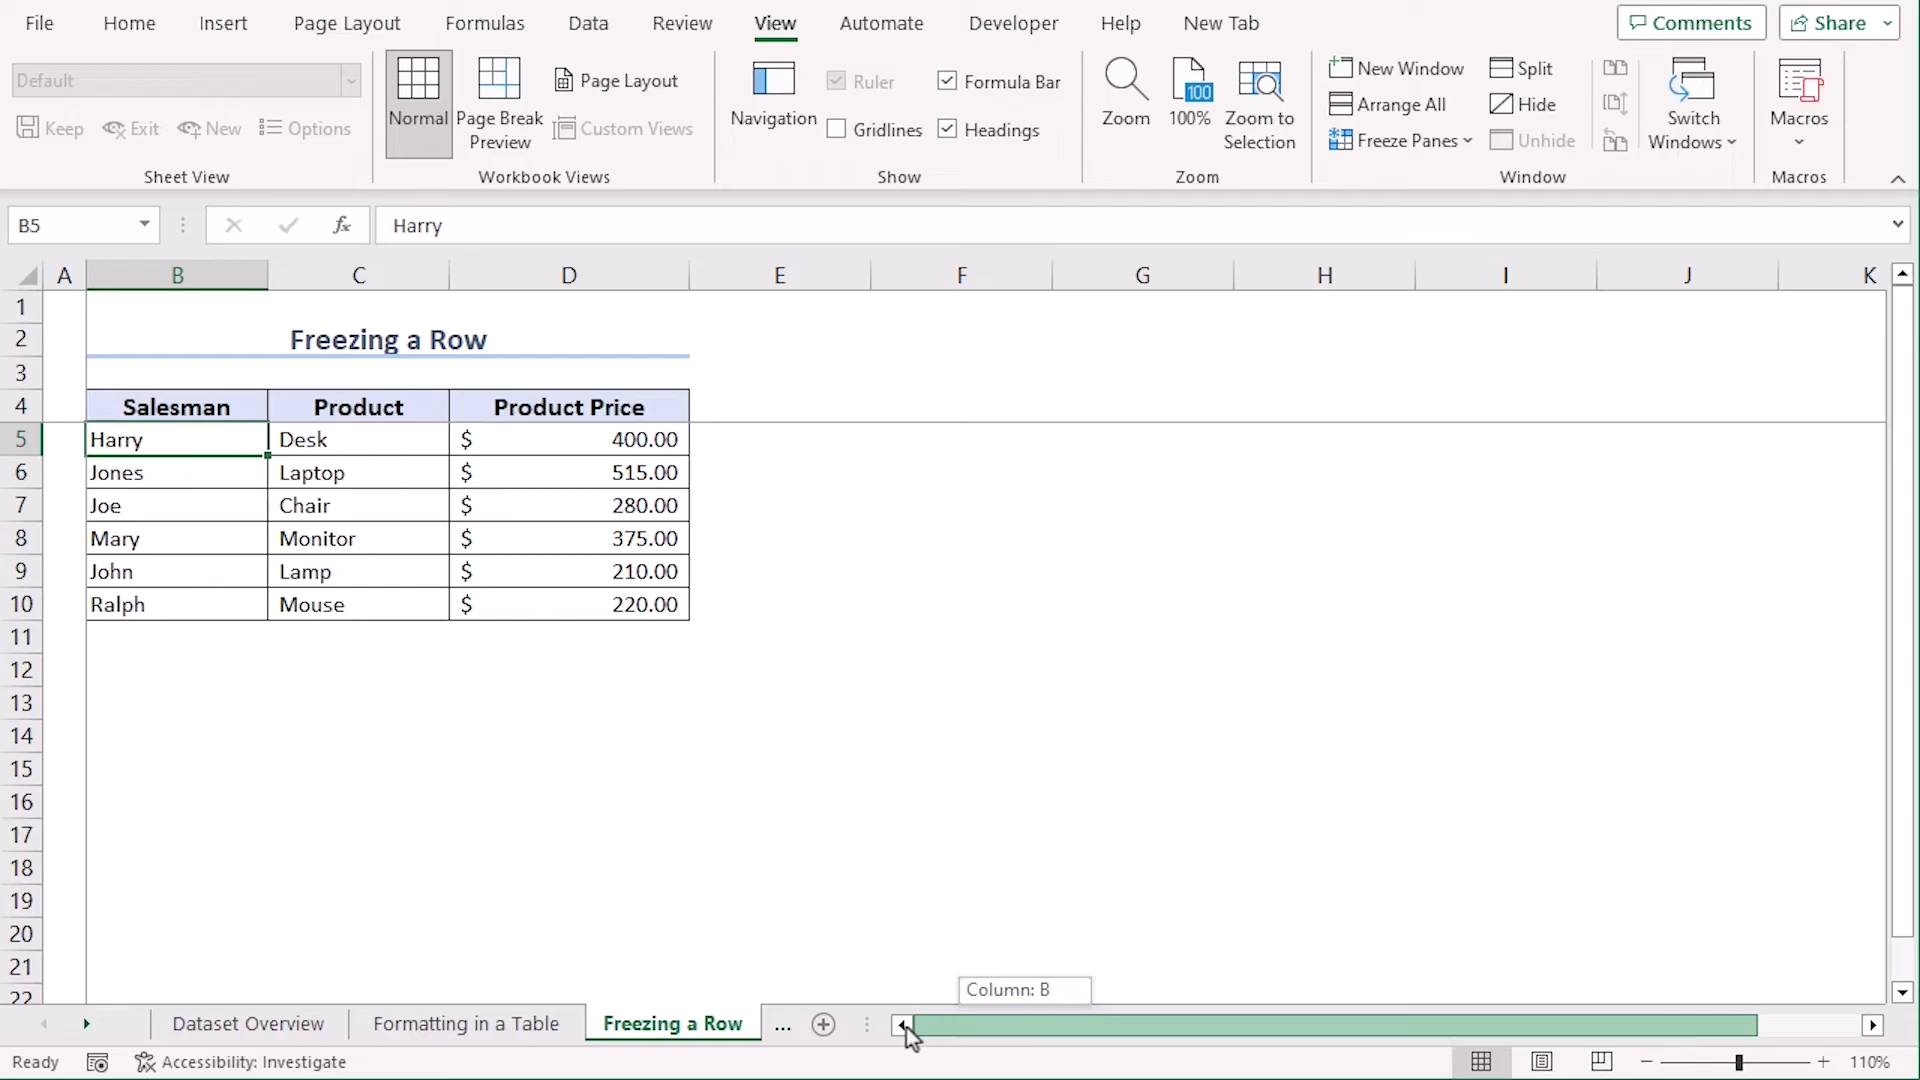 File Home Insert Page Layout Formulas Data Review View Automate Developer Help New Tab Comments Share
Default
Keep Exit New Options
Sheet View
Normal
Page Break Preview
Page Layout
Custom Views
Workbook Views
Navigation
Ruler Formula Bar
Gridlines Headings
Show
Zoom
100
100%
Zoom to Selection
Zoom
New Window Split
Arrange All Hide
Freeze Panes Unhide
Switch Windows
Window
Macros
Macros
B5 fx Harry
A B C D E F G H I J K
1
2 Freezing a Row
3
4 Salesman Product Product Price
5 Harry Desk $ 400.00
6 Jones Laptop $ 515.00
7 Joe Chair $ 280.00
8 Mary Monitor $ 375.00
9 John Lamp $ 210.00
10 Ralph Mouse $ 220.00
11
12
13
14
15
16
17
18
19
20
21
22
Column: B
Dataset Overview Formatting in a Table Freezing a Row ...
Ready Accessibility: Investigate 110%